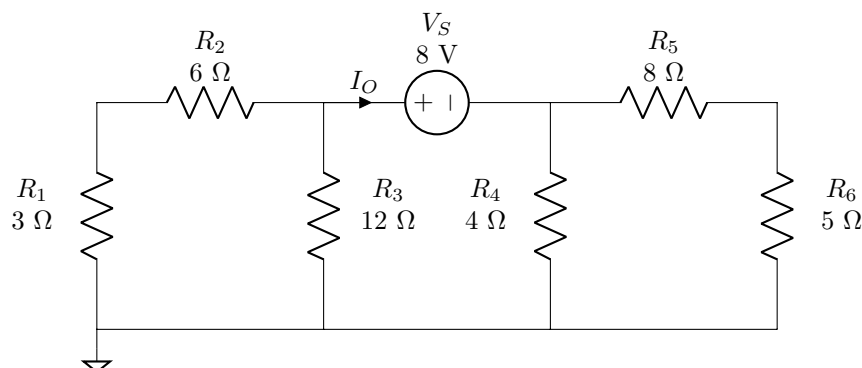 V_S
8 V
R_2
6 Ω
I_O
+ −
R_5
8 Ω
R_1
3 Ω
R_3
12 Ω
R_4
4 Ω
R_6
5 Ω